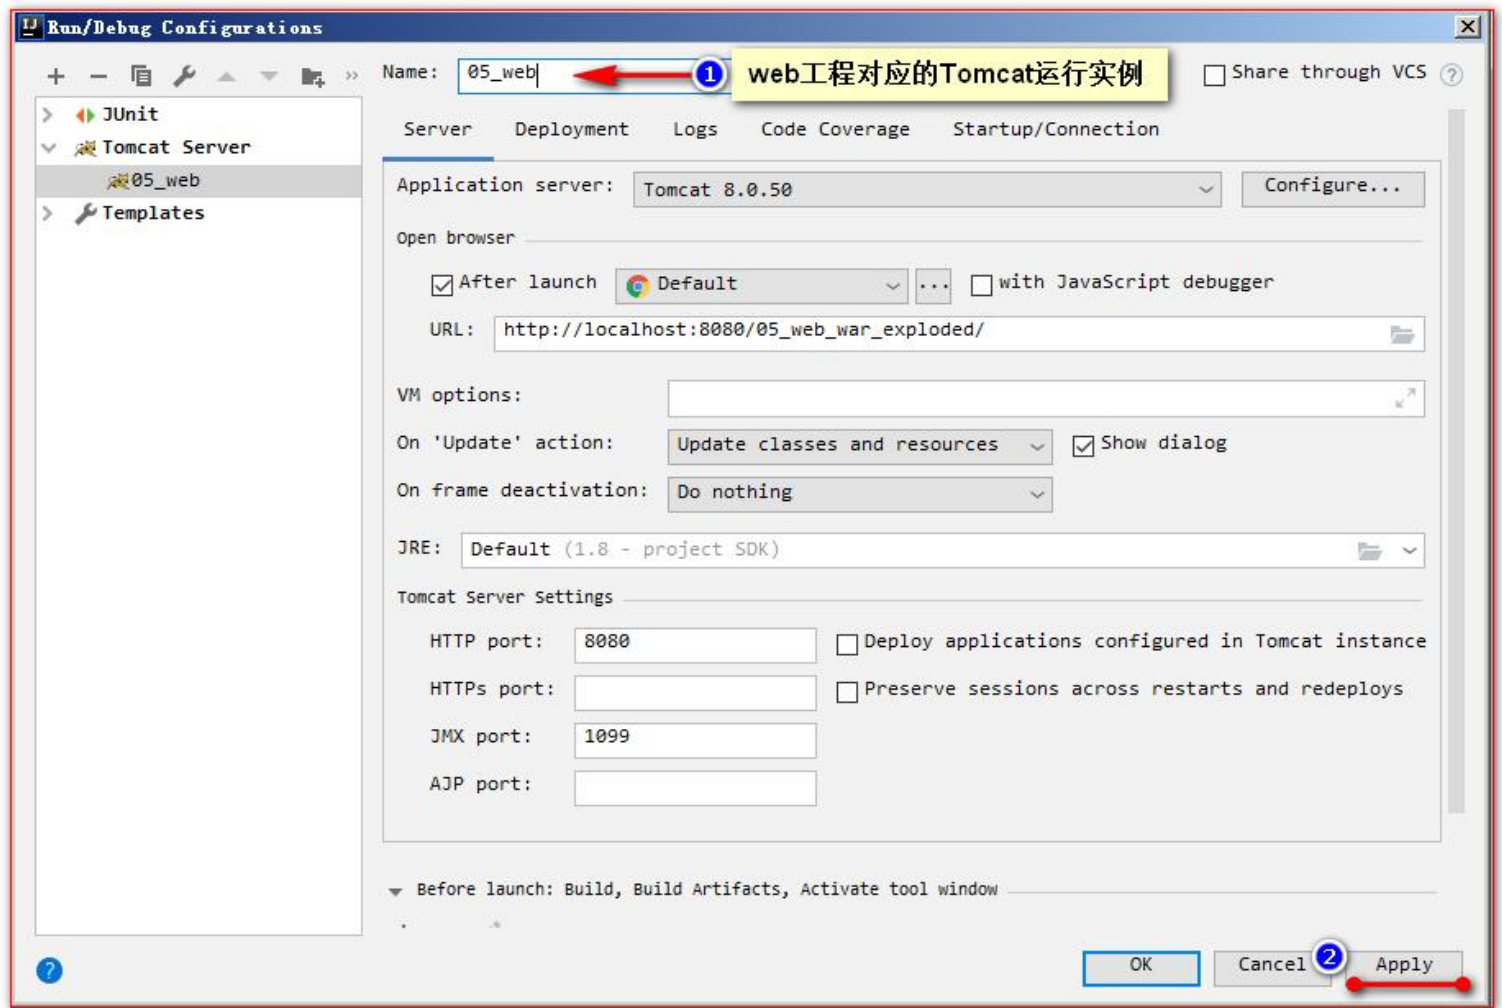 Run/Debug Configurations
Name: 05_web 1 web工程对应的Tomcat运行实例 Share through VCS
JUnit
Tomcat Server
05_web
Templates
Server Deployment Logs Code Coverage Startup/Connection
Application server: Tomcat 8.0.50 Configure...
Open browser
After launch Default ... with JavaScript debugger
URL: http://localhost:8080/05_web_war_exploded/
VM options:
On 'Update' action: Update classes and resources Show dialog
On frame deactivation: Do nothing
JRE: Default (1.8 - project SDK)
Tomcat Server Settings
HTTP port: 8080 Deploy applications configured in Tomcat instance
HTTPs port: Preserve sessions across restarts and redeploys
JMX port: 1099
AJP port:
Before launch: Build, Build Artifacts, Activate tool window
OK Cancel 2 Apply